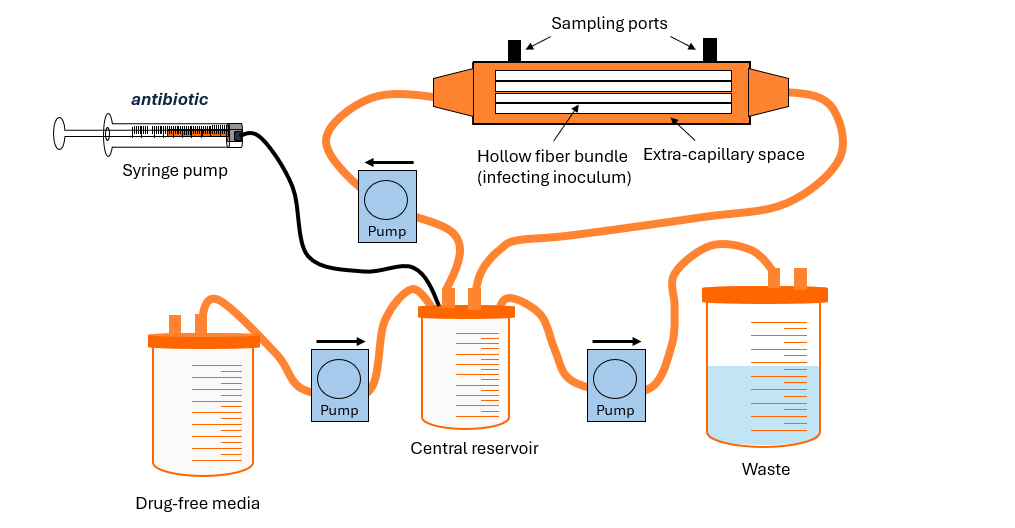 Sampling ports
antibiotic
Syringe pump
Hollow fiber bundle
(infecting inoculum)
Extra-capillary space
Pump
Pump
Pump
Central reservoir
Waste
Drug-free media